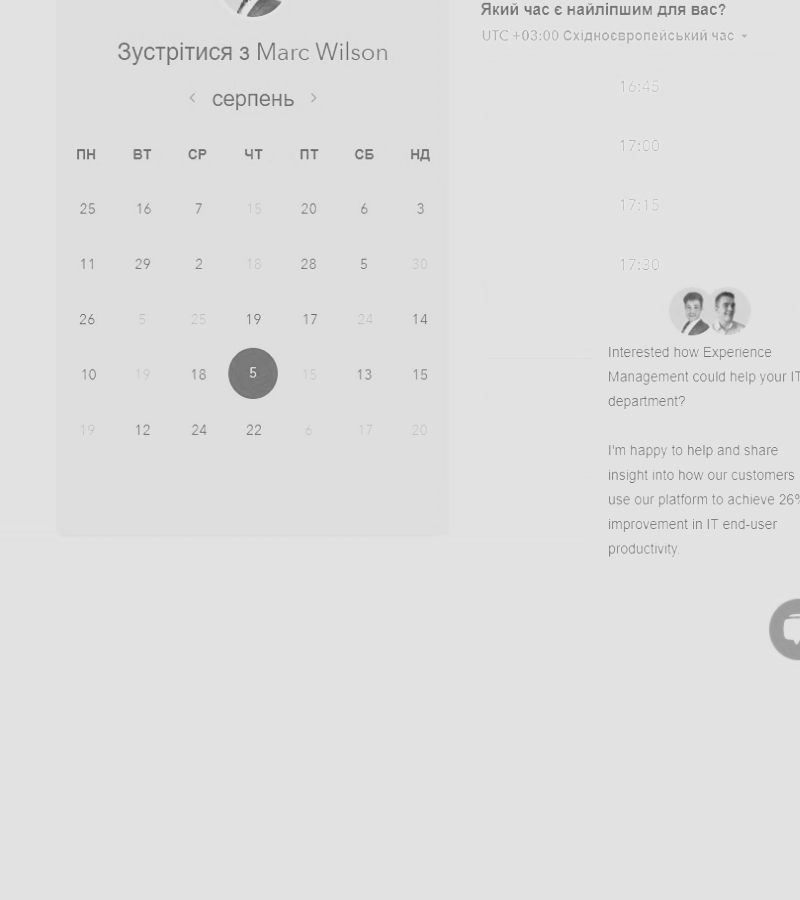 Зустрітися з Marc Wilson
серпень
ПН ВТ СР ЧТ ПТ СБ НД
25 16 7 15 20 6 3
11 29 2 18 28 5 30
26 5 25 19 17 24 14
10 19 18 5 15 13 15
19 12 24 22 6 17 20
Який час є найліпшим для вас?
UTC +03:00 Східноєвропейський час
16:45
17:00
17:15
17:30
Interested how Experience
Management could help your IT
department?
I'm happy to help and share
insight into how our customers
use our platform to achieve 26%
improvement in IT end-user
productivity.